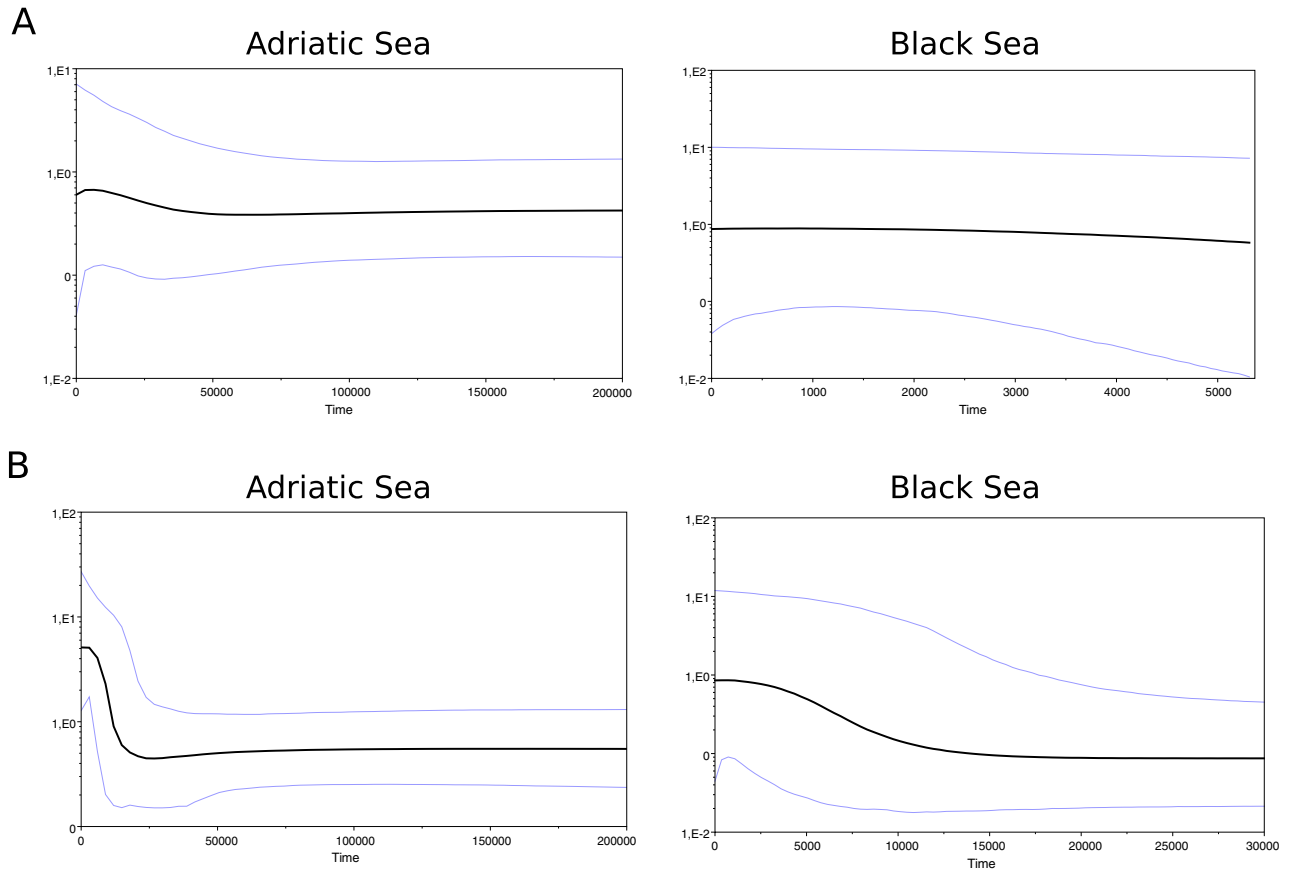 A
Adriatic Sea
Black Sea
1,E1
1,E0
0
1,E-2
0 50000 100000 150000 200000
Time
1,E2
1,E1
1,E0
0
1,E-2
0 1000 2000 3000 4000 5000
Time
B
Adriatic Sea
Black Sea
1,E2
1,E1
1,E0
0
0 50000 100000 150000 200000
Time
1,E2
1,E1
1,E0
0
1,E-2
0 5000 10000 15000 20000 25000 30000
Time